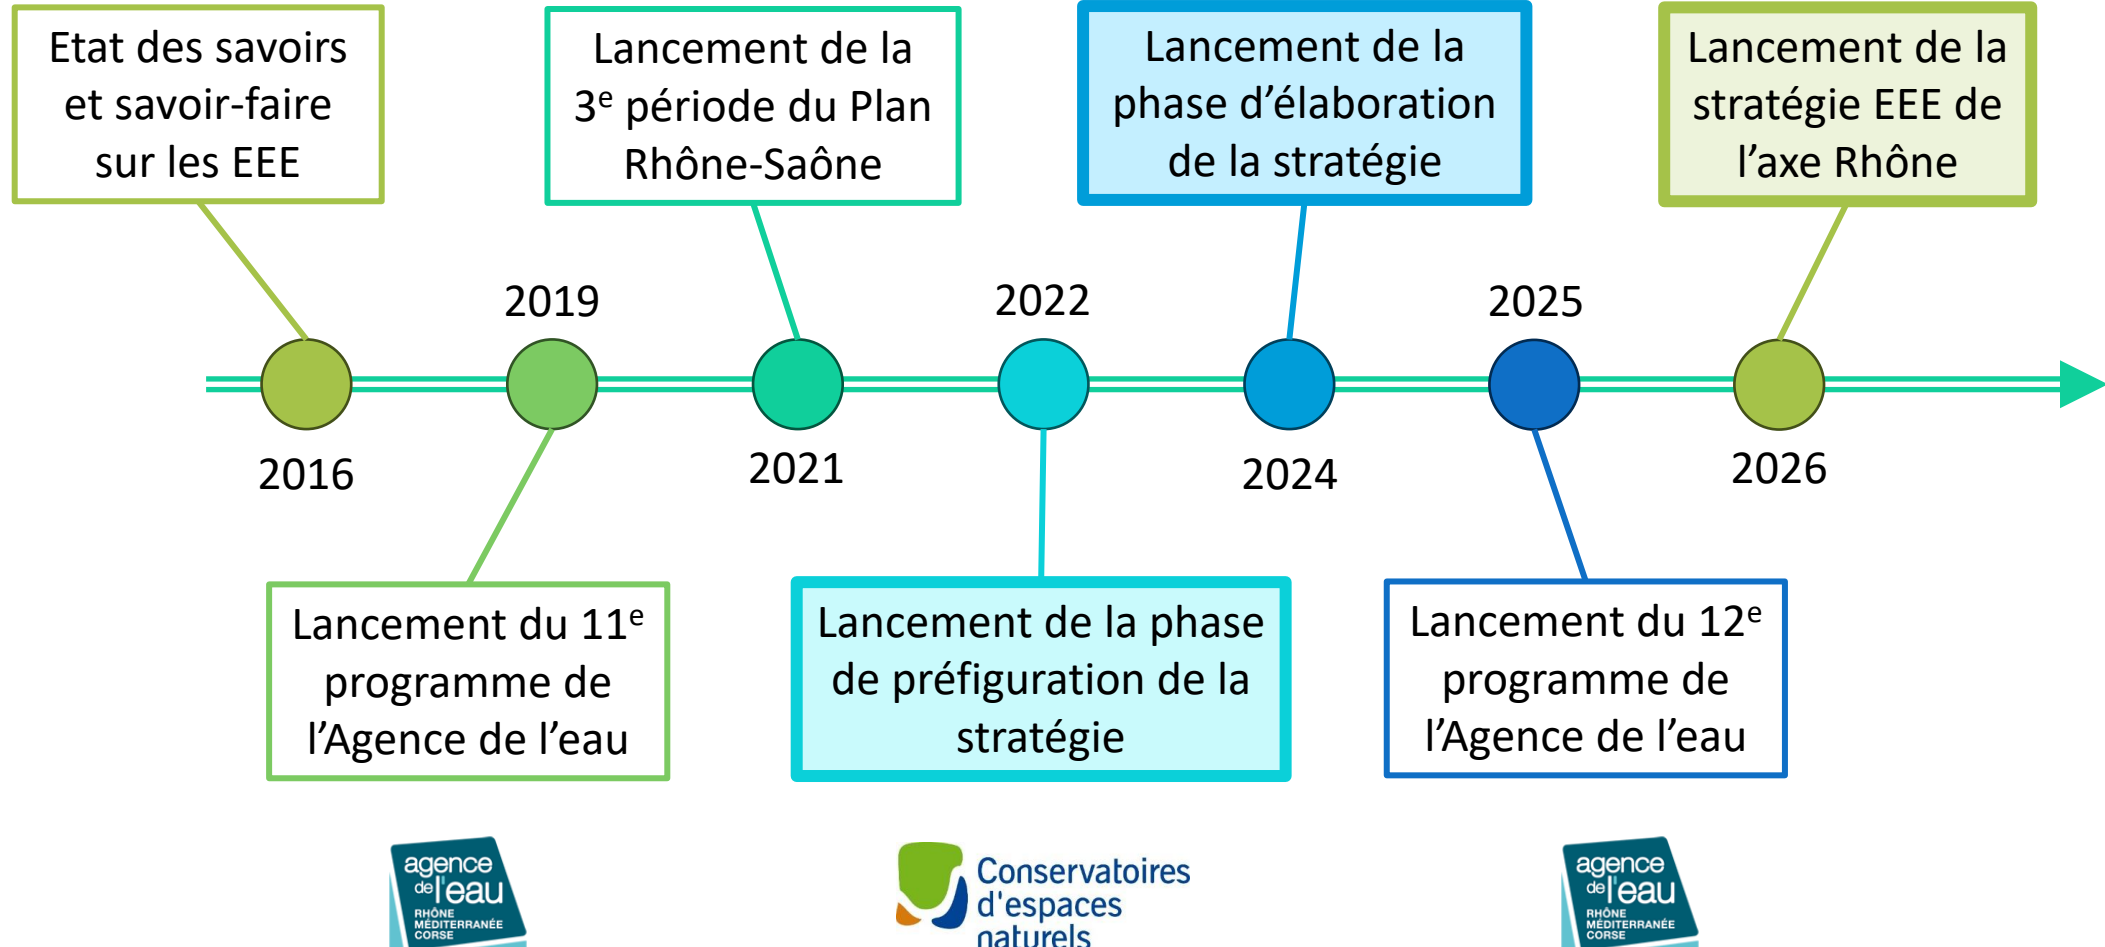 Etat des savoirs
et savoir-faire
sur les EEE
Lancement de la
3e période du Plan
Rhône-Saône
Lancement de la
phase d’élaboration
de la stratégie
Lancement de la
stratégie EEE de
l’axe Rhône
2019
2022
2025
2016
2021
2024
2026
Lancement du 11e
programme de
l’Agence de l’eau
Lancement de la phase
de préfiguration de la
stratégie
Lancement du 12e
programme de
l’Agence de l’eau
agence
de l'eau
RHÔNE
MÉDITERRANÉE
CORSE
Conservatoires
d'espaces
naturels
agence
de l'eau
RHÔNE
MÉDITERRANÉE
CORSE